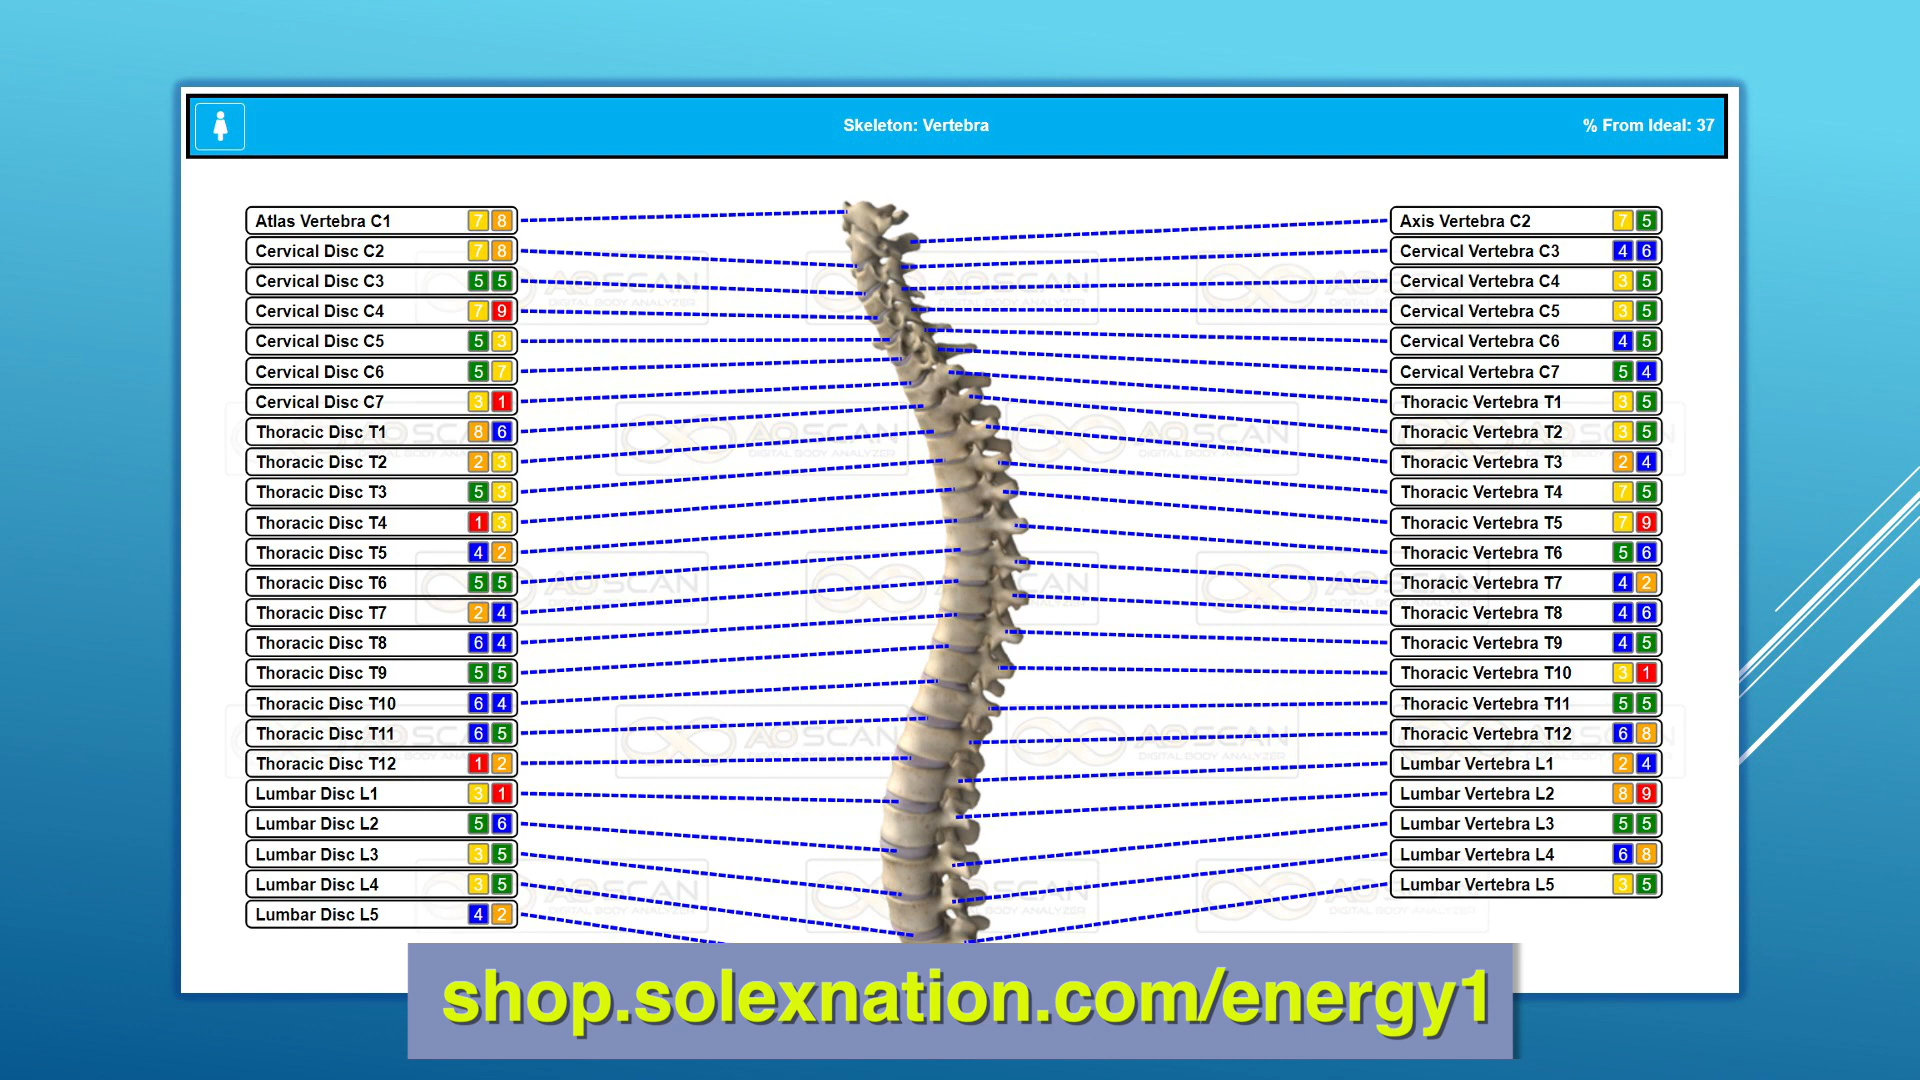 Skeleton: Vertebra
% From Ideal: 37
Atlas Vertebra C1 7 8
Cervical Disc C2 7 8
Cervical Disc C3 5 5
Cervical Disc C4 7 9
Cervical Disc C5 5 3
Cervical Disc C6 5 7
Cervical Disc C7 3 1
Thoracic Disc T1 8 6
Thoracic Disc T2 2 3
Thoracic Disc T3 5 3
Thoracic Disc T4 1 3
Thoracic Disc T5 4 2
Thoracic Disc T6 5 5
Thoracic Disc T7 2 4
Thoracic Disc T8 6 4
Thoracic Disc T9 5 5
Thoracic Disc T10 6 4
Thoracic Disc T11 6 5
Thoracic Disc T12 1 2
Lumbar Disc L1 3 1
Lumbar Disc L2 5 6
Lumbar Disc L3 3 5
Lumbar Disc L4 3 5
Lumbar Disc L5 4 2
Axis Vertebra C2 7 5
Cervical Vertebra C3 4 6
Cervical Vertebra C4 3 5
Cervical Vertebra C5 3 5
Cervical Vertebra C6 4 5
Cervical Vertebra C7 5 4
Thoracic Vertebra T1 3 5
Thoracic Vertebra T2 3 5
Thoracic Vertebra T3 2 4
Thoracic Vertebra T4 7 5
Thoracic Vertebra T5 7 9
Thoracic Vertebra T6 5 6
Thoracic Vertebra T7 4 2
Thoracic Vertebra T8 4 6
Thoracic Vertebra T9 4 5
Thoracic Vertebra T10 3 1
Thoracic Vertebra T11 5 5
Thoracic Vertebra T12 6 8
Lumbar Vertebra L1 2 4
Lumbar Vertebra L2 8 9
Lumbar Vertebra L3 5 5
Lumbar Vertebra L4 6 8
Lumbar Vertebra L5 3 5
AO SCAN
DIGITAL BODY ANALYZER
shop.solexnation.com/energy1